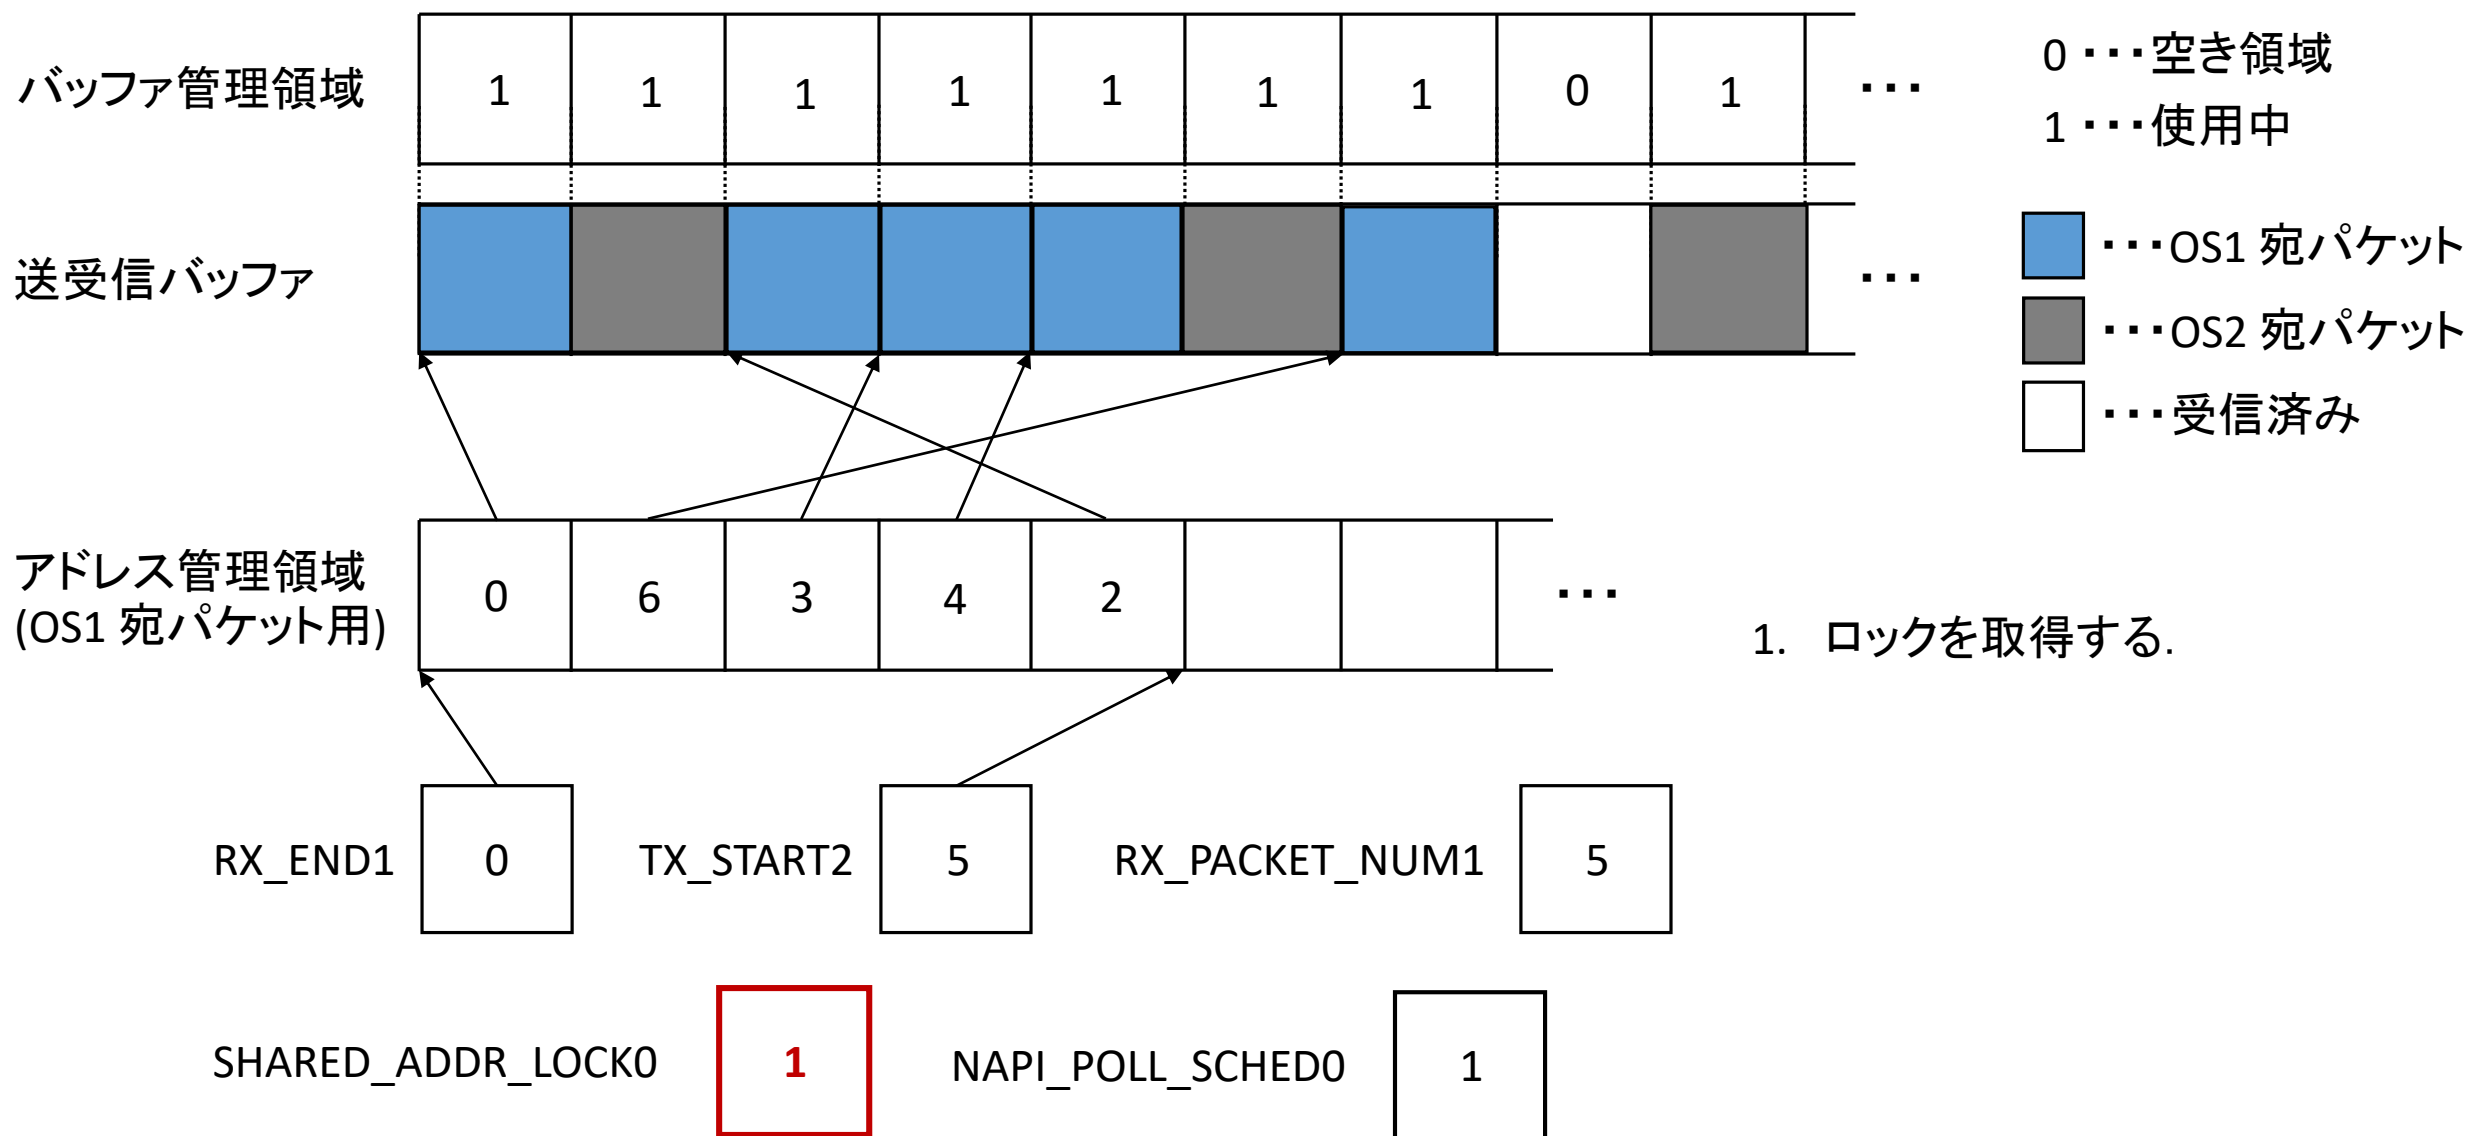 バッファ管理領域
1 1 1 1 1 1 1 0 1 ･･･
0 ･･･空き領域
1 ･･･使用中
送受信バッファ
･･･
･･･OS1 宛パケット
･･･OS2 宛パケット
･･･受信済み
アドレス管理領域
(OS1 宛パケット用)
0 6 3 4 2 ･･･
1. ロックを取得する.
RX_END1 0 TX_START2 5 RX_PACKET_NUM1 5
SHARED_ADDR_LOCK0 1 NAPI_POLL_SCHED0 1